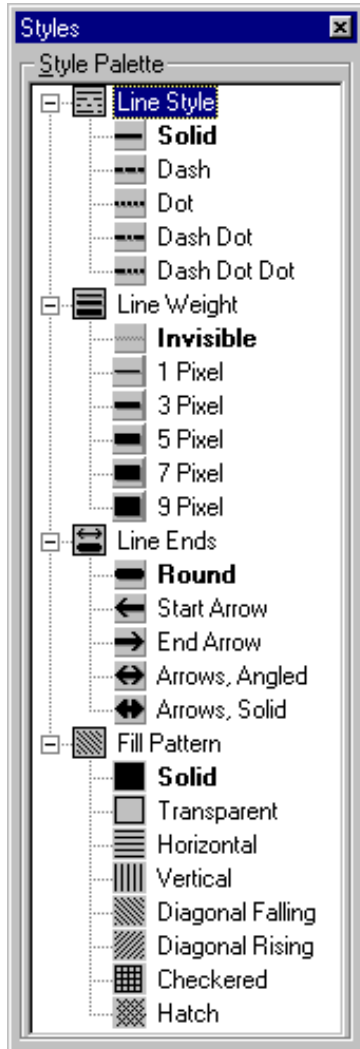 Styles
Style Palette
Line Style
Solid
Dash
Dot
Dash Dot
Dash Dot Dot
Line Weight
Invisible
1 Pixel
3 Pixel
5 Pixel
7 Pixel
9 Pixel
Line Ends
Round
Start Arrow
End Arrow
Arrows, Angled
Arrows, Solid
Fill Pattern
Solid
Transparent
Horizontal
Vertical
Diagonal Falling
Diagonal Rising
Checkered
Hatch